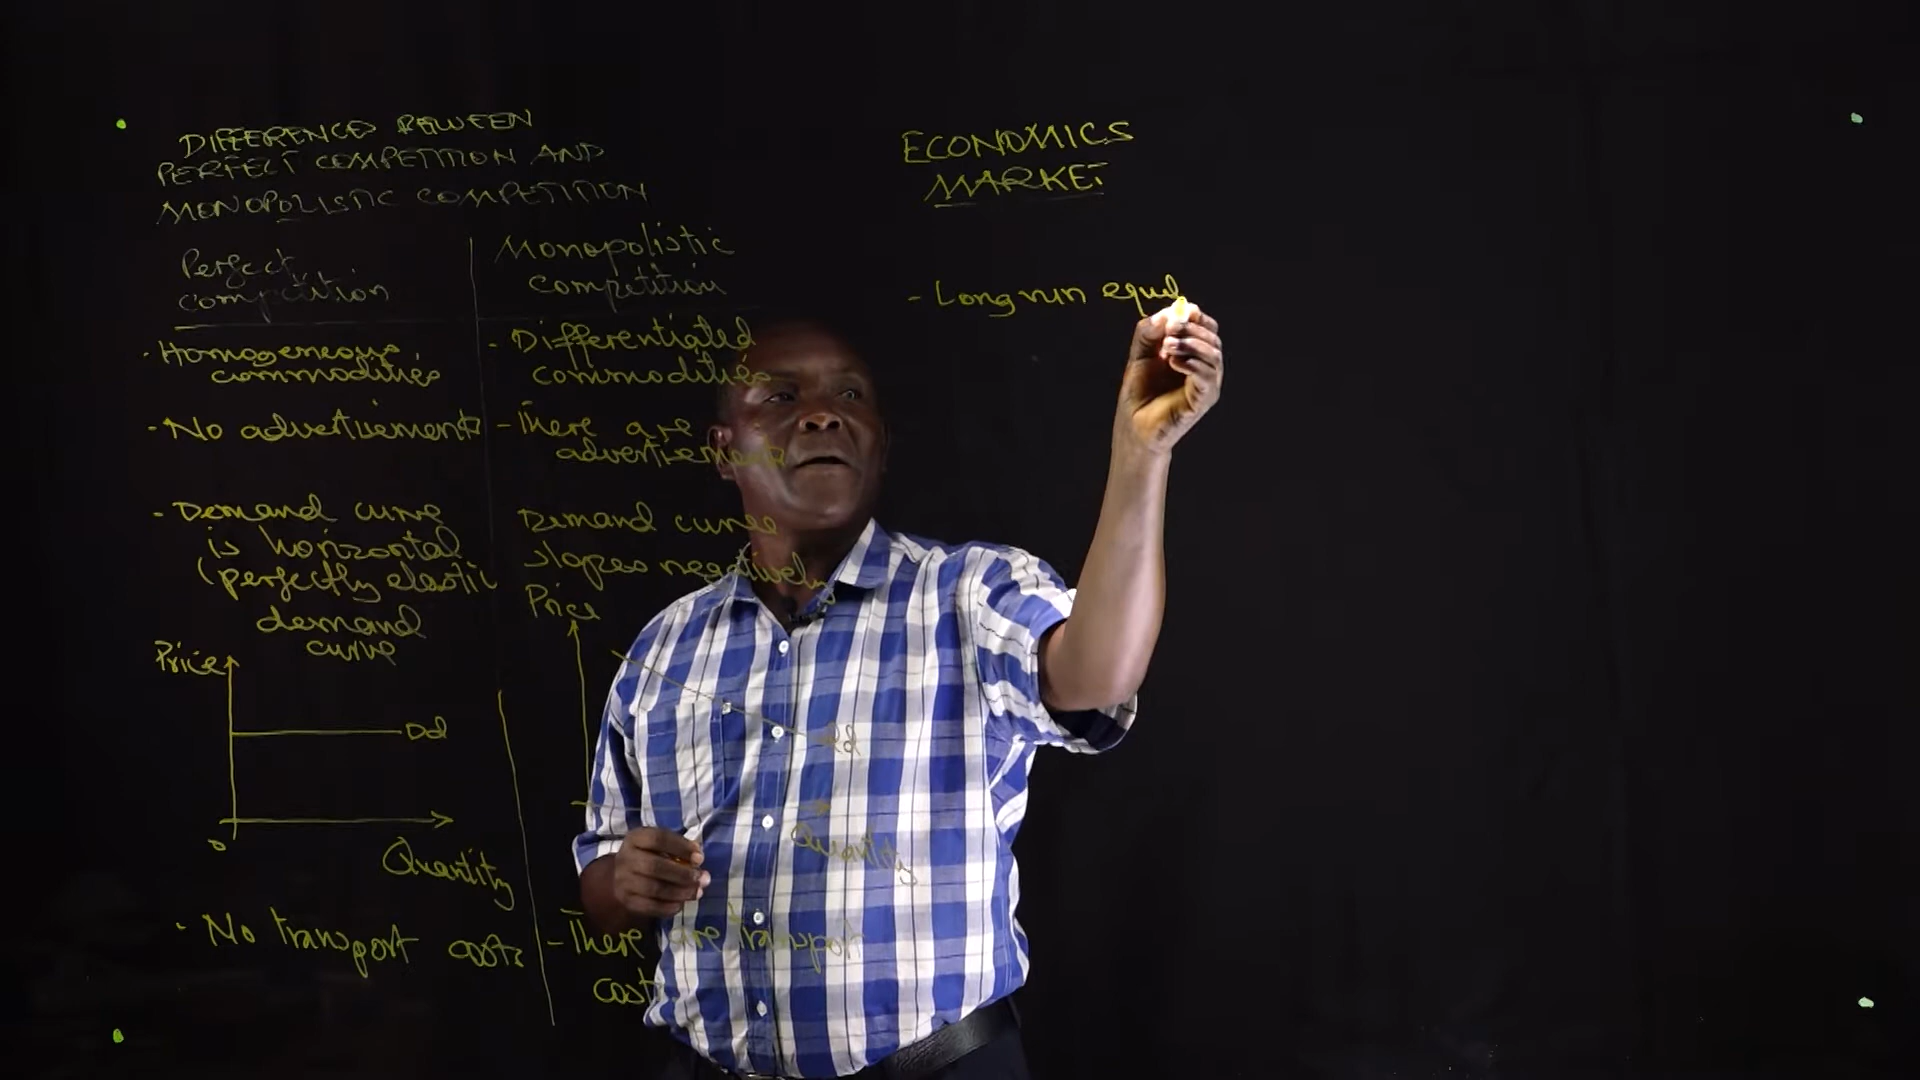 DIFFERENCES BETWEEN
PERFECT COMPETITION AND
MONOPOLISTIC COMPETITION
Perfect
competition
Monopolistic
competition
· Homogeneous
commodities
- Differentiated
commodities
· No advertisements
- There are
advertisements
- Demand curve
is horizontal
(perfectly elastic
demand
curve
Demand curve
slopes negatively
Price
Dd
0
Quantity
Price
Dd
Quantity
· No transport costs
- There are transport
costs
ECONOMICS
MARKET
- Long run equil